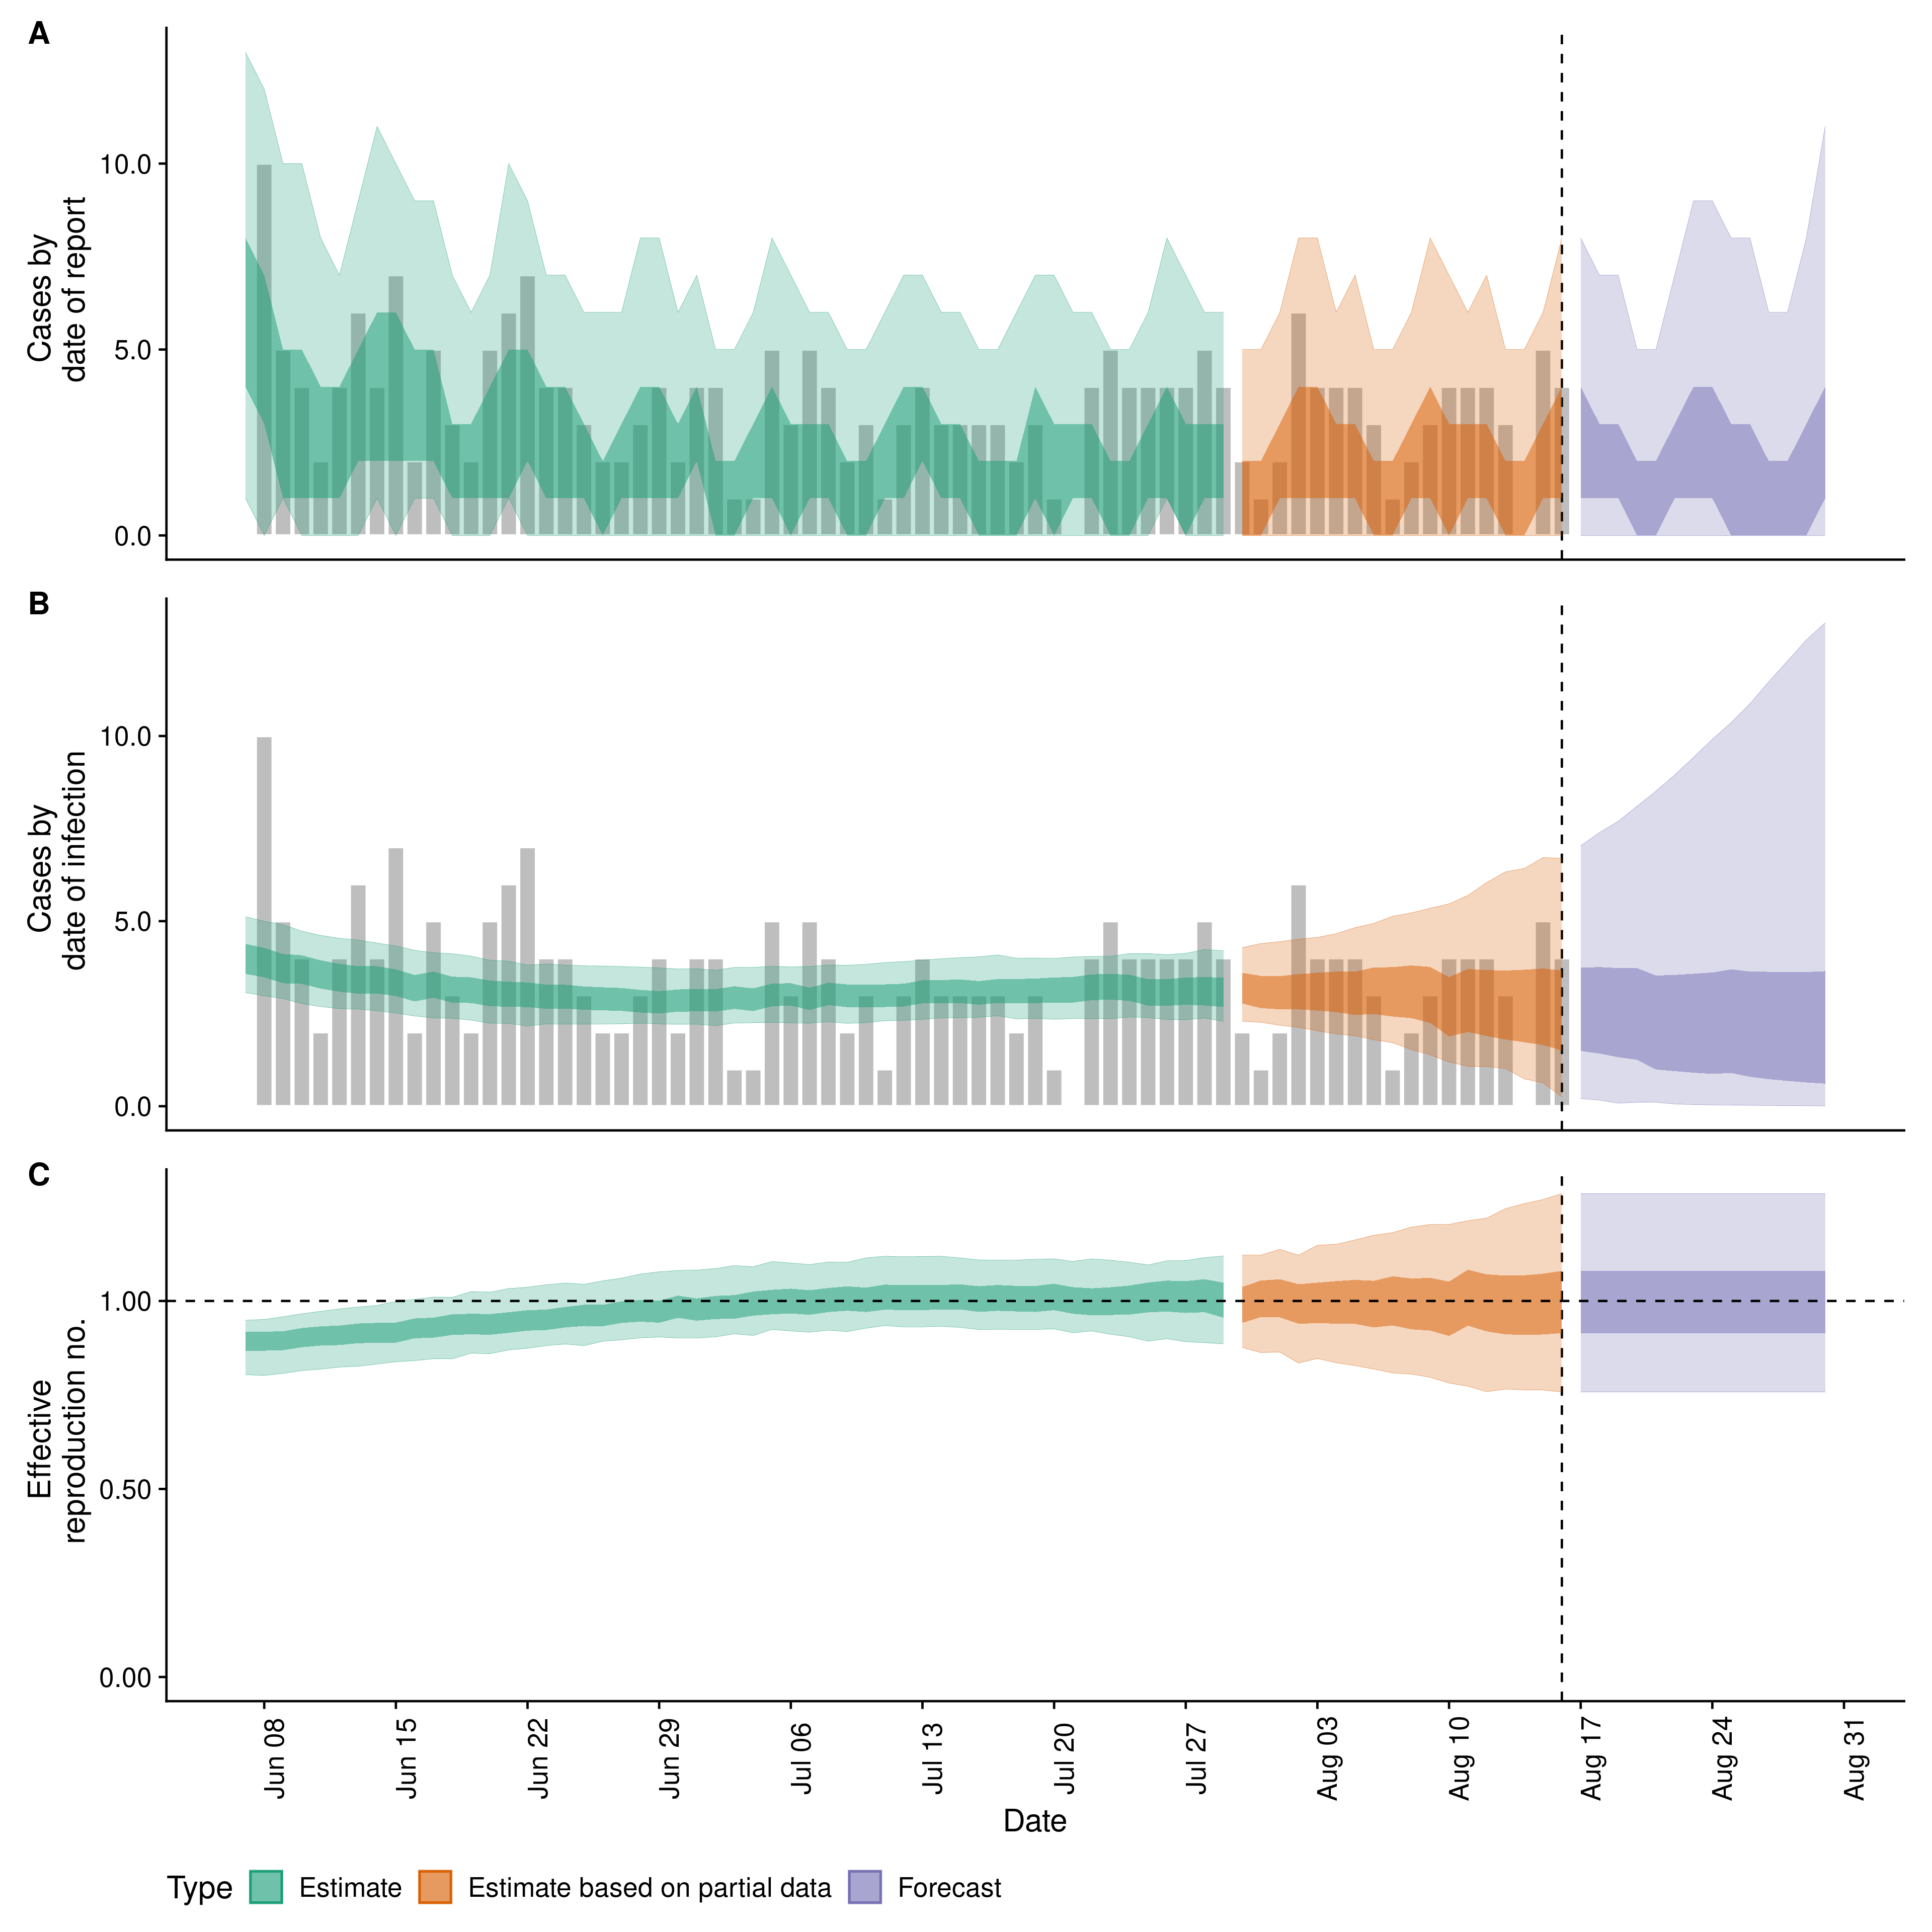 A
Cases by
date of report
10.0
5.0
0.0
B
Cases by
date of infection
10.0
5.0
0.0
C
Effective
reproduction no.
1.00
0.50
0.00
Jun 08
Jun 15
Jun 22
Jun 29
Jul 06
Jul 13
Jul 20
Jul 27
Aug 03
Aug 10
Aug 17
Aug 24
Aug 31
Date
Type Estimate Estimate based on partial data Forecast